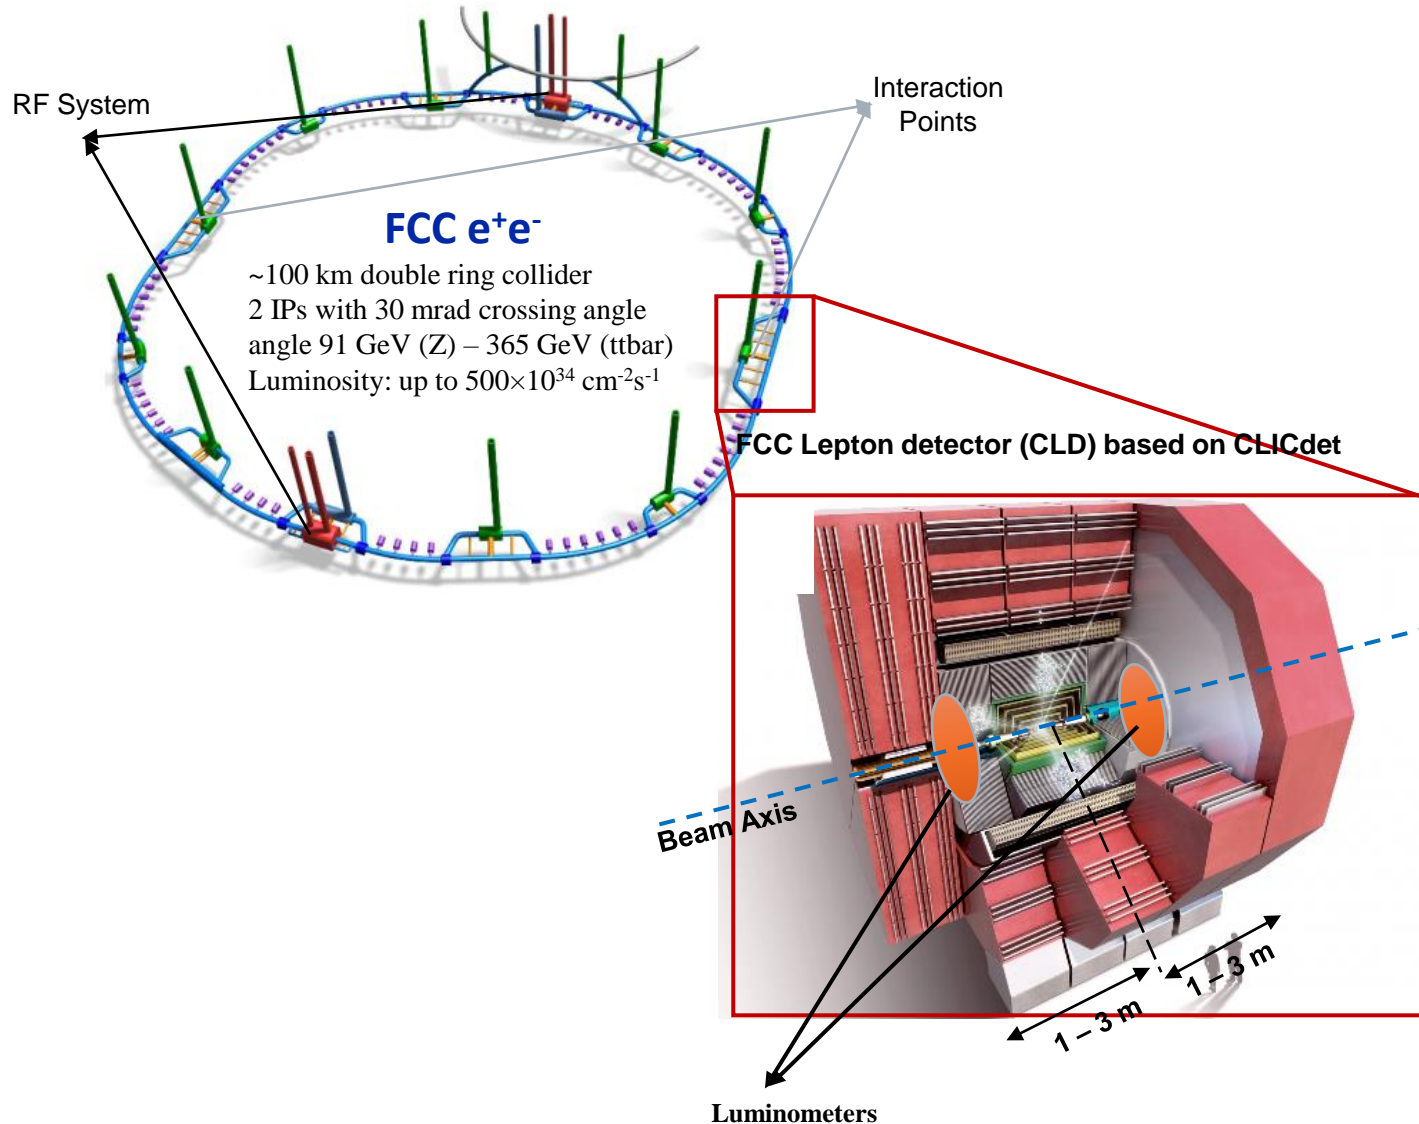 RF System
Interaction
Points
FCC e⁺e⁻
~100 km double ring collider
2 IPs with 30 mrad crossing angle
angle 91 GeV (Z) – 365 GeV (ttbar)
Luminosity: up to 500×10³⁴ cm⁻²s⁻¹
FCC Lepton detector (CLD) based on CLICdet
Beam Axis
1 – 3 m
1 – 3 m
Luminometers